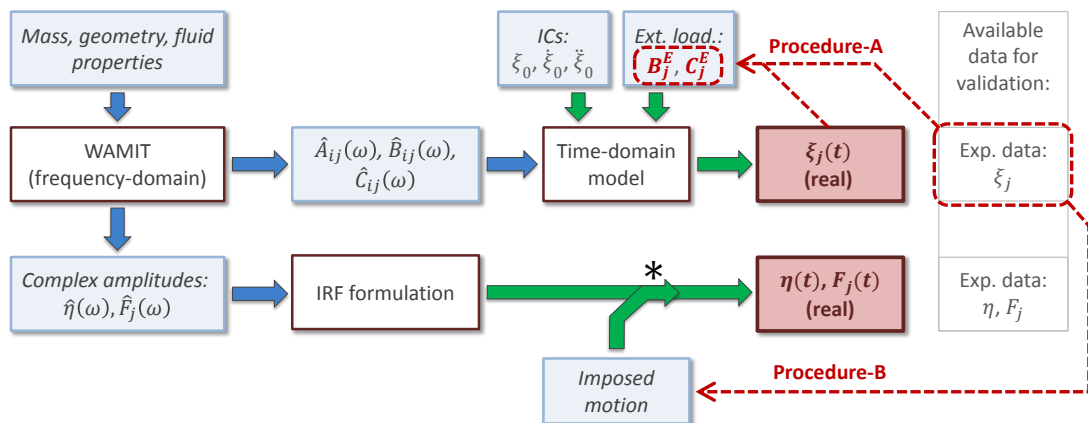 Mass, geometry, fluid
properties
ICs:
ξ₀, ξ̇₀, ξ̈₀
Ext. load.:
B_j^E, C_j^E
Procedure-A
Available
data for
validation:
WAMIT
(frequency-domain)
Â_ij(ω), B̂_ij(ω),
Ĉ_ij(ω)
Time-domain
model
ξ_j(t)
(real)
Exp. data:
ξ_j
Complex amplitudes:
η̂(ω), F̂_j(ω)
IRF formulation
*
η(t), F_j(t)
(real)
Exp. data:
η, F_j
Imposed
motion
Procedure-B